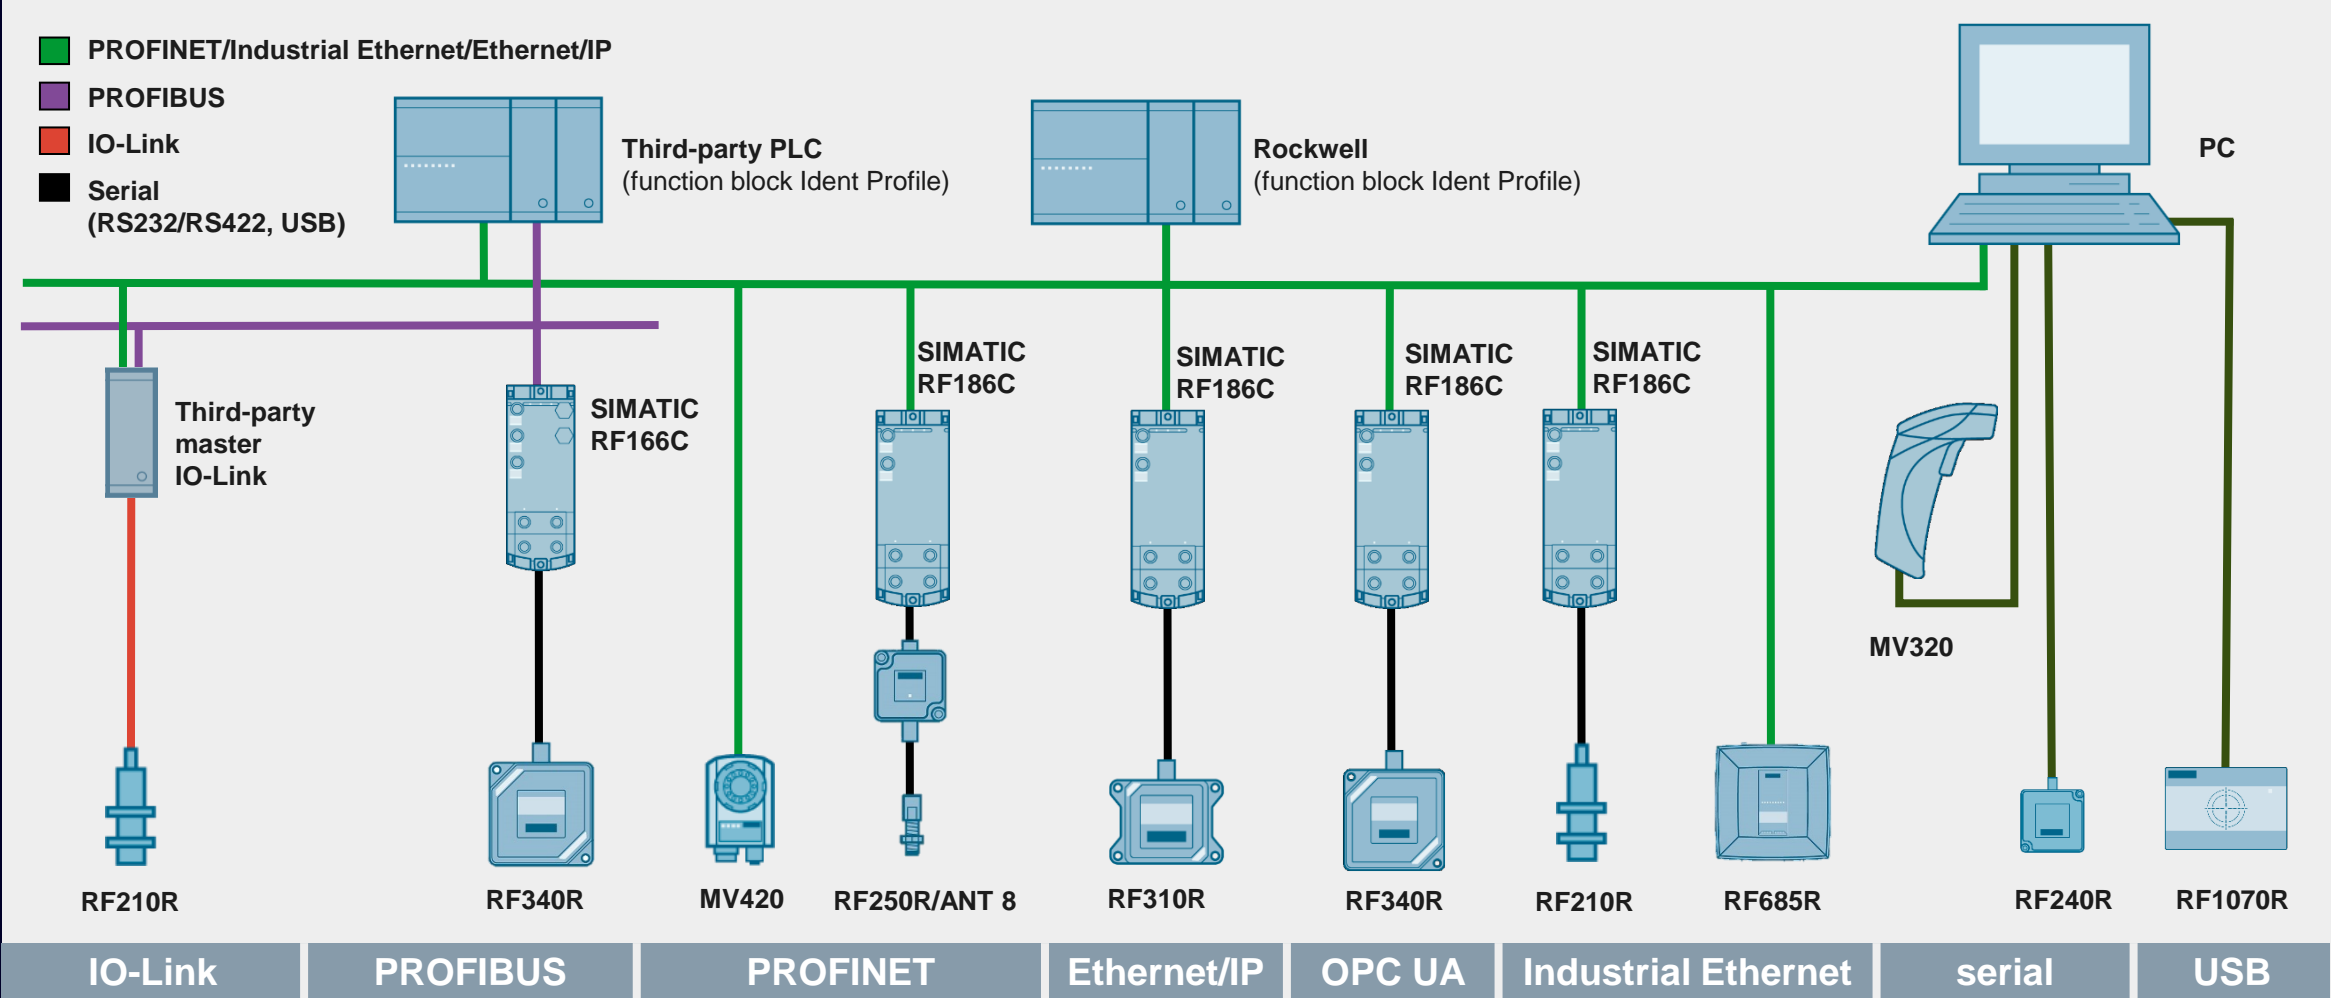 PROFINET/Industrial Ethernet/Ethernet/IP
PROFIBUS
IO-Link
Serial
(RS232/RS422, USB)
Third-party PLC
(function block Ident Profile)
Rockwell
(function block Ident Profile)
PC
Third-party
master
IO-Link
SIMATIC
RF166C
SIMATIC
RF186C
SIMATIC
RF186C
SIMATIC
RF186C
SIMATIC
RF186C
MV320
RF210R
RF340R
MV420
RF250R/ANT 8
RF310R
RF340R
RF210R
RF685R
RF240R
RF1070R
IO-Link
PROFIBUS
PROFINET
Ethernet/IP
OPC UA
Industrial Ethernet
serial
USB